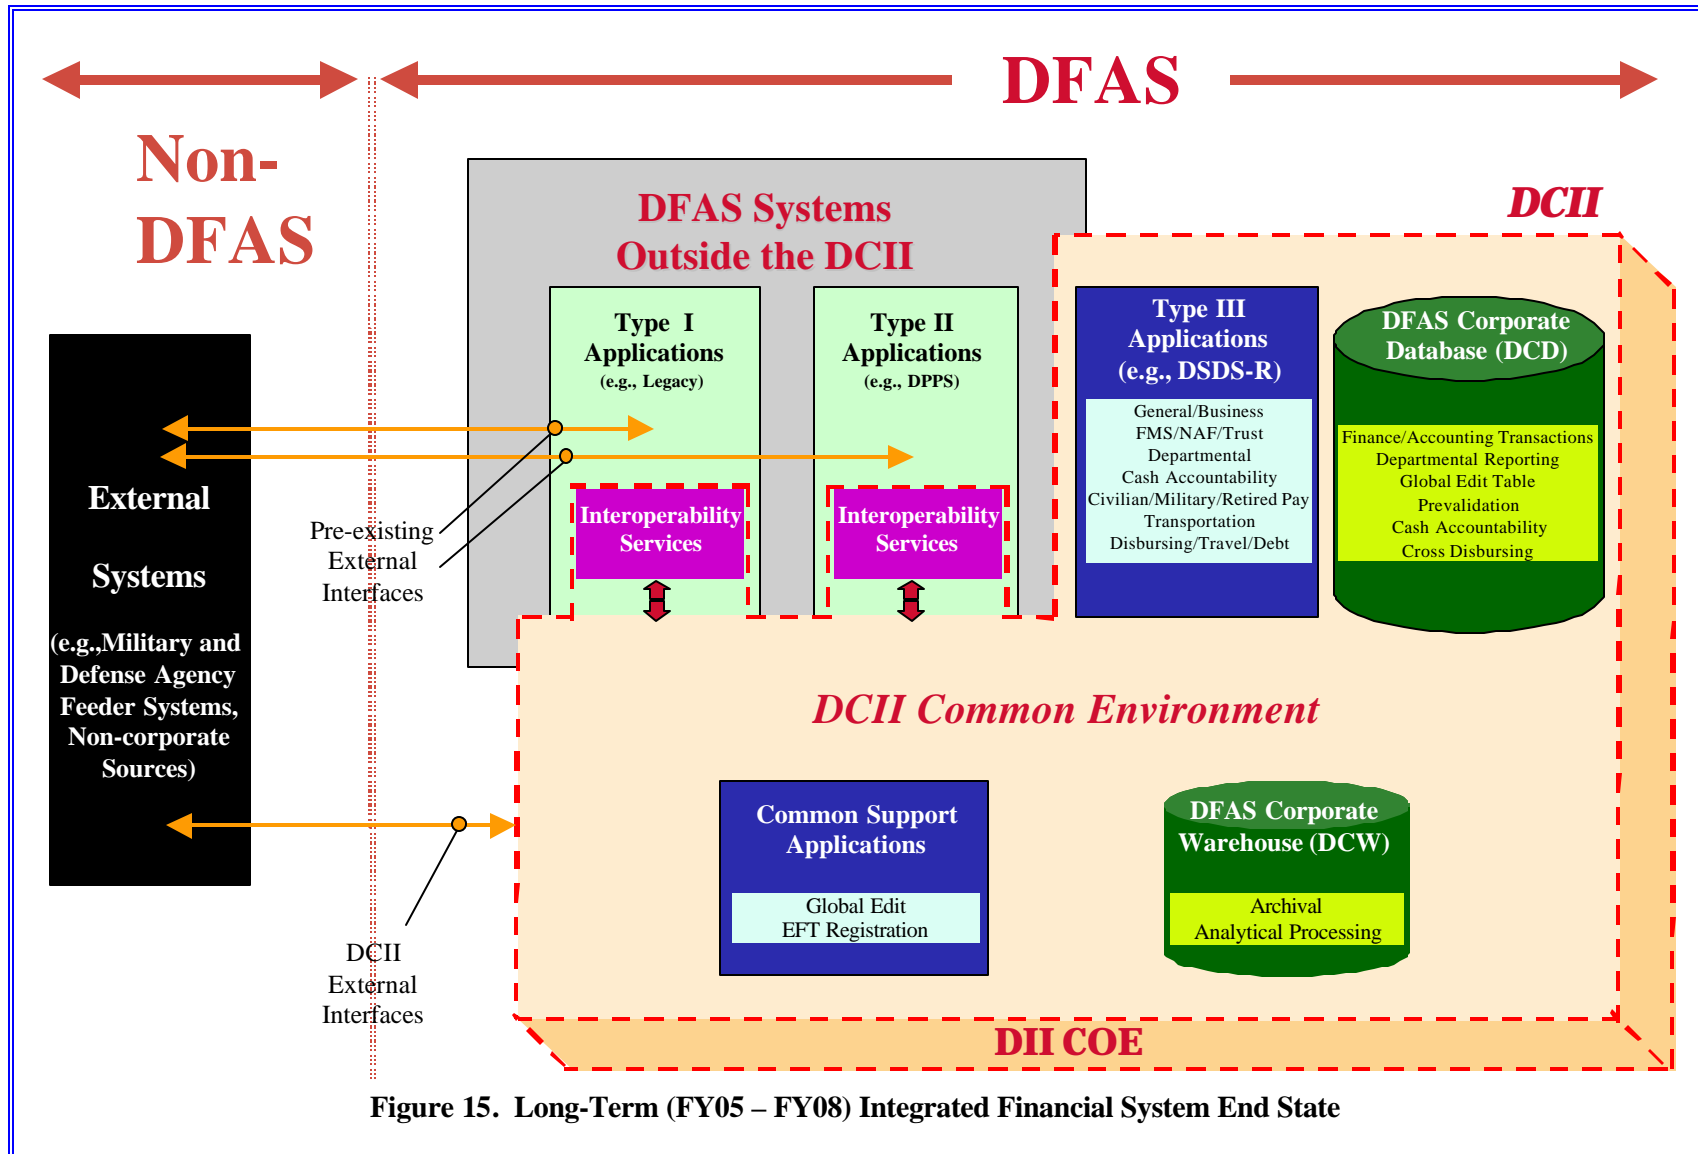 DFAS
Non-
DFAS
DFAS Systems
Outside the DCII
DCII
Type I
Applications
(e.g., Legacy)
Type II
Applications
(e.g., DPPS)
Type III
Applications
(e.g., DSDS-R)
General/Business
FMS/NAF/Trust
Departmental
Cash Accountability
Civilian/Military/Retired Pay
Transportation
Disbursing/Travel/Debt
DFAS Corporate
Database (DCD)
Finance/Accounting Transactions
Departmental Reporting
Global Edit Table
Prevalidation
Cash Accountability
Cross Disbursing
External
Systems
(e.g.,Military and
Defense Agency
Feeder Systems,
Non-corporate
Sources)
Pre-existing
External
Interfaces
Interoperability
Services
Interoperability
Services
DCII Common Environment
Common Support
Applications
Global Edit
EFT Registration
DFAS Corporate
Warehouse (DCW)
Archival
Analytical Processing
DCII
External
Interfaces
DII COE
Figure 15. Long-Term (FY05 – FY08) Integrated Financial System End State